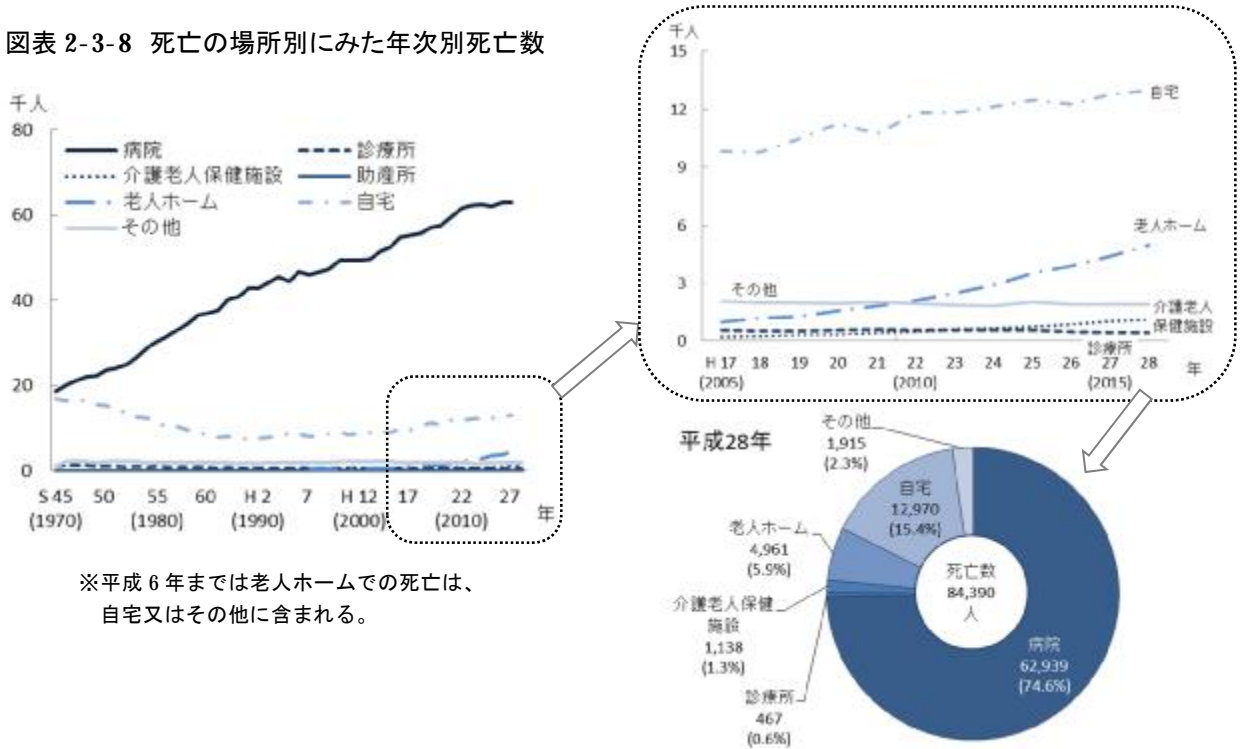 図表 2-3-8 死亡の場所別にみた年次別死亡数
千人
80
60
40
20
0
病院
診療所
介護老人保健施設
助産所
老人ホーム
自宅
その他
S 45 50 55 60 H 2 7 H 12 17 22 27 年
(1970) (1980) (1990) (2000) (2010)
※平成 6 年までは老人ホームでの死亡は、
自宅又はその他に含まれる。
千人
15
12
9
6
3
0
自宅
老人ホーム
その他
介護老人
保健施設
診療所
H 17 18 19 20 21 22 23 24 25 26 27 28 年
(2005) (2010) (2015)
平成28年
その他
1,915
(2.3%)
自宅
12,970
(15.4%)
老人ホーム
4,961
(5.9%)
介護老人保健
施設
1,138
(1.3%)
診療所
467
(0.6%)
死亡数
84,390
人
病院
62,939
(74.6%)